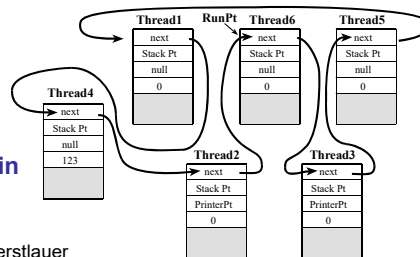 Thread1
RunPt
Thread6
Thread5
next
Stack Pt
null
0
next
Stack Pt
null
0
next
Stack Pt
null
0
Thread4
next
Stack Pt
null
123
Thread2
next
Stack Pt
PrinterPt
0
Thread3
next
Stack Pt
PrinterPt
0
in
erstlauer